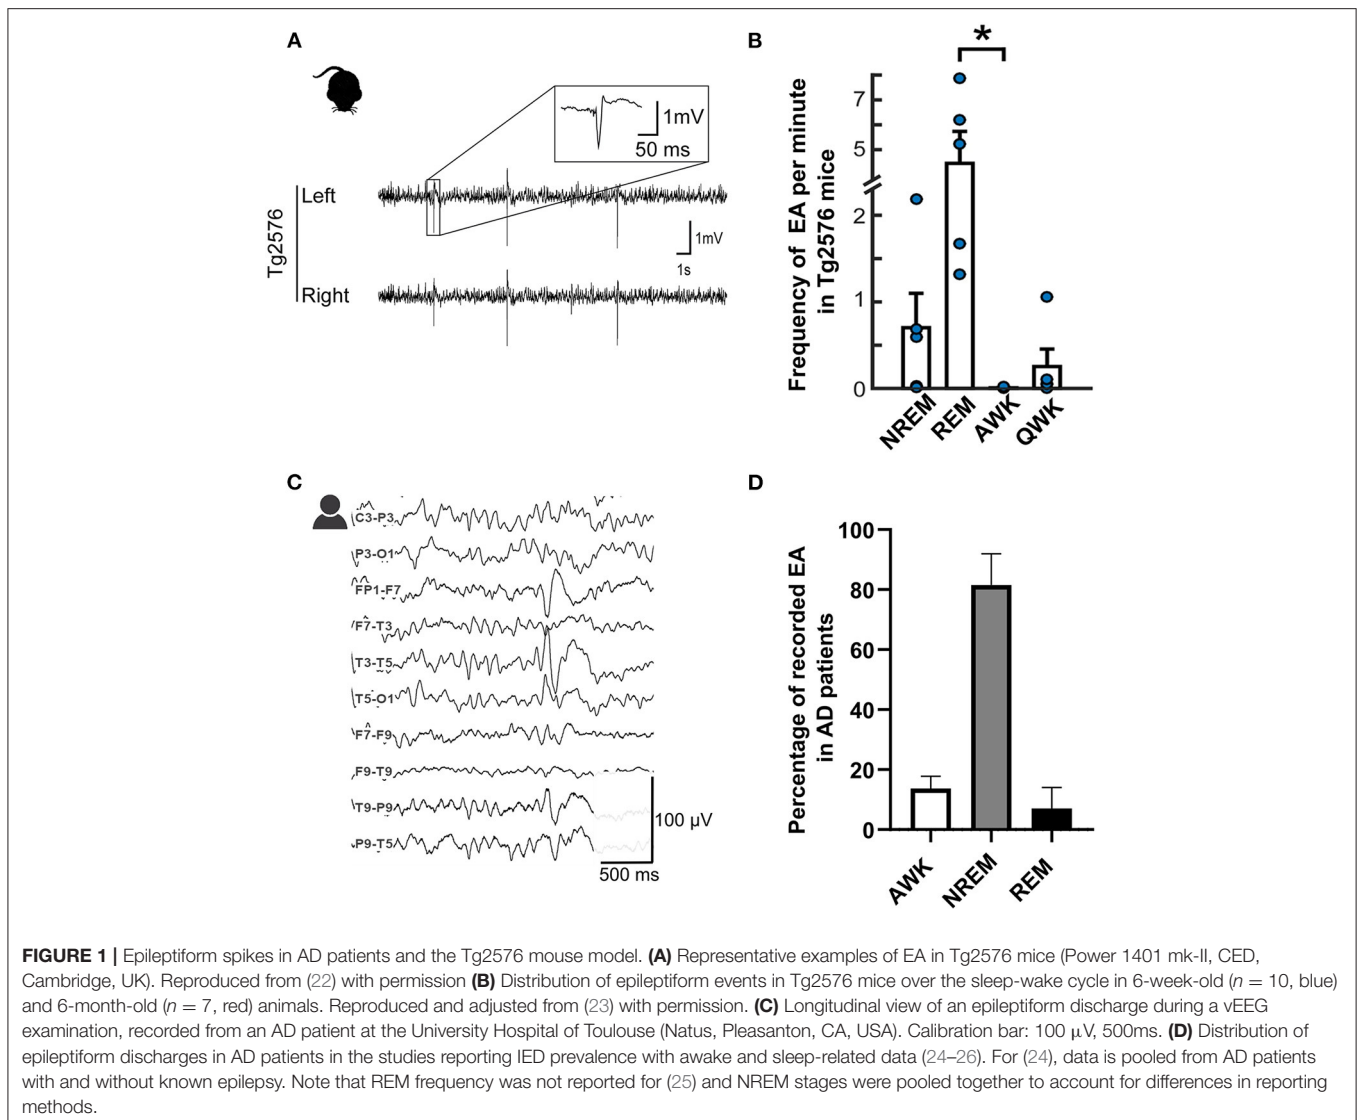 A
Tg2576
Left
Right
1mV
50 ms
1mV
1s
B
*
Frequency of EA per minute
in Tg2576 mice
7
5
2
1
0
NREM
REM
AWK
QWK
C
C3-P3
P3-O1
FP1-F7
F7-T3
T3-T5
T5-O1
F7-F9
F9-T9
T9-P9
P9-T5
100 µV
500 ms
D
Percentage of recorded EA
in AD patients
100
80
60
40
20
0
AWK
NREM
REM
FIGURE 1 | Epileptiform spikes in AD patients and the Tg2576 mouse model. (A) Representative examples of EA in Tg2576 mice (Power 1401 mk-II, CED,
Cambridge, UK). Reproduced from (22) with permission (B) Distribution of epileptiform events in Tg2576 mice over the sleep-wake cycle in 6-week-old (n = 10, blue)
and 6-month-old (n = 7, red) animals. Reproduced and adjusted from (23) with permission. (C) Longitudinal view of an epileptiform discharge during a vEEG
examination, recorded from an AD patient at the University Hospital of Toulouse (Natus, Pleasanton, CA, USA). Calibration bar: 100 µV, 500ms. (D) Distribution of
epileptiform discharges in AD patients in the studies reporting IED prevalence with awake and sleep-related data (24–26). For (24), data is pooled from AD patients
with and without known epilepsy. Note that REM frequency was not reported for (25) and NREM stages were pooled together to account for differences in reporting
methods.